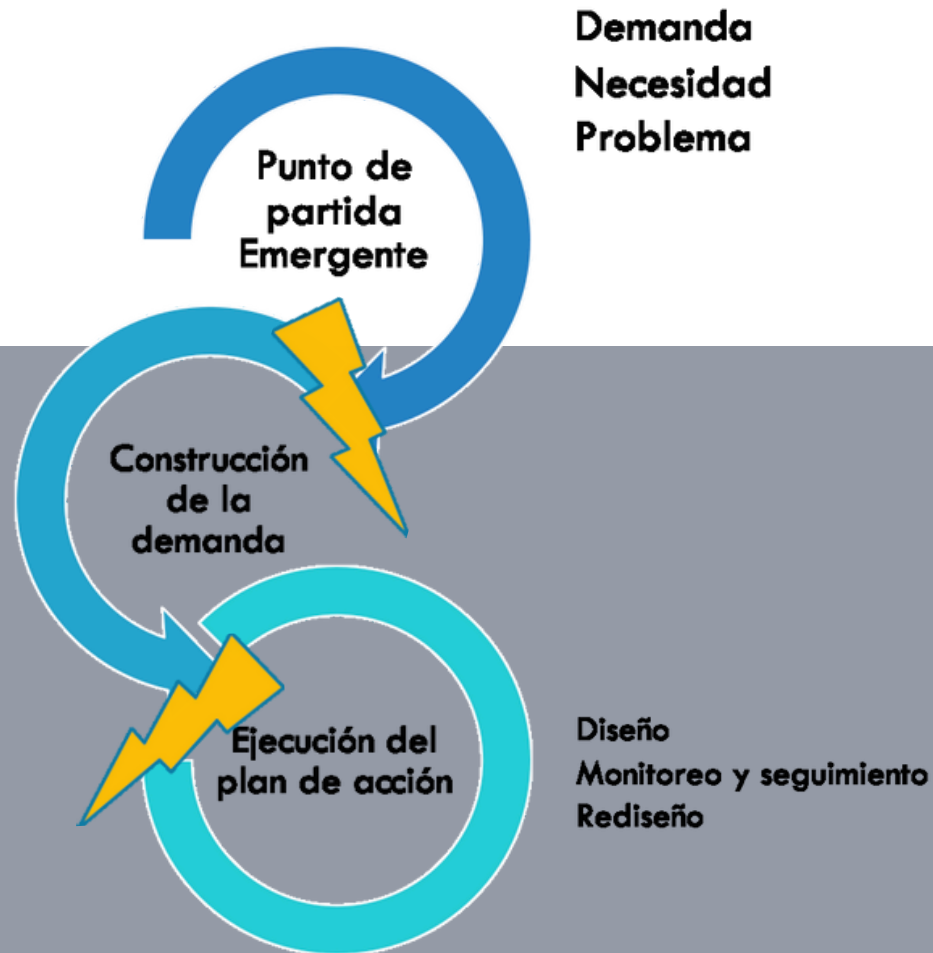 Demanda
Necesidad
Problema
Punto de
partida
Emergente
Construcción
de la
demanda
Ejecución del
plan de acción
Diseño
Monitoreo y seguimiento
Rediseño